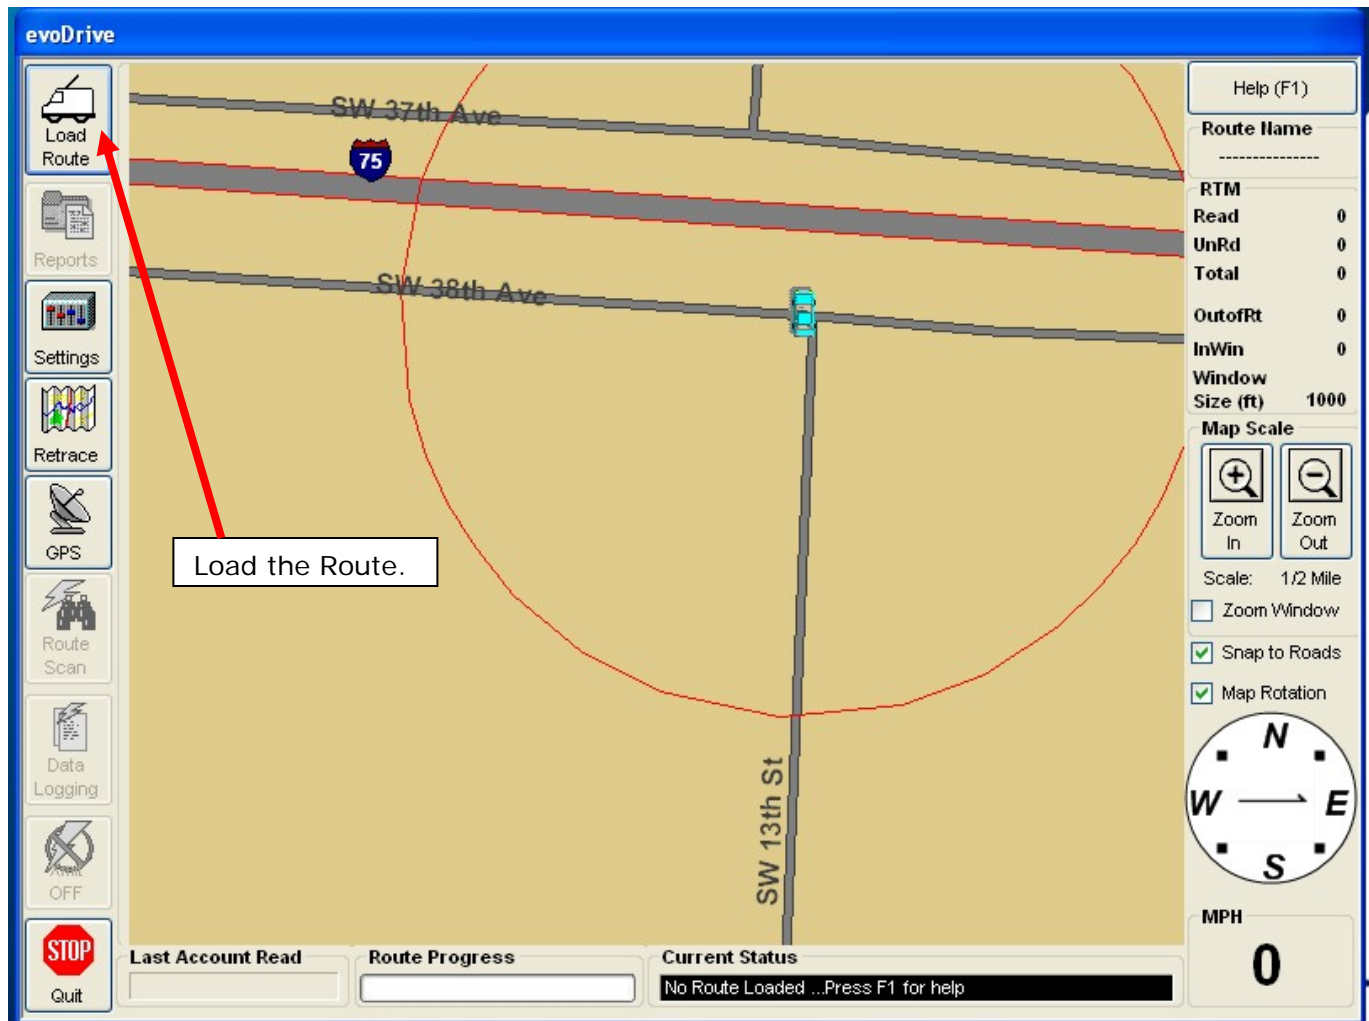 evoDrive
Load
Route
Reports
Settings
Retrace
GPS
Route
Scan
Data
Logging
Xmit
OFF
STOP
Quit
SW 37th Ave
75
SW 38th Ave
Load the Route.
SW 13th St
Last Account Read
Route Progress
Current Status
No Route Loaded ...Press F1 for help
Help (F1)
Route Name
---------------
RTM
Read 0
UnRd 0
Total 0
OutofRt 0
InWin 0
Window
Size (ft) 1000
Map Scale
Zoom
In
Zoom
Out
Scale: 1/2 Mile
Zoom Window
Snap to Roads
Map Rotation
N
W E
S
MPH
0